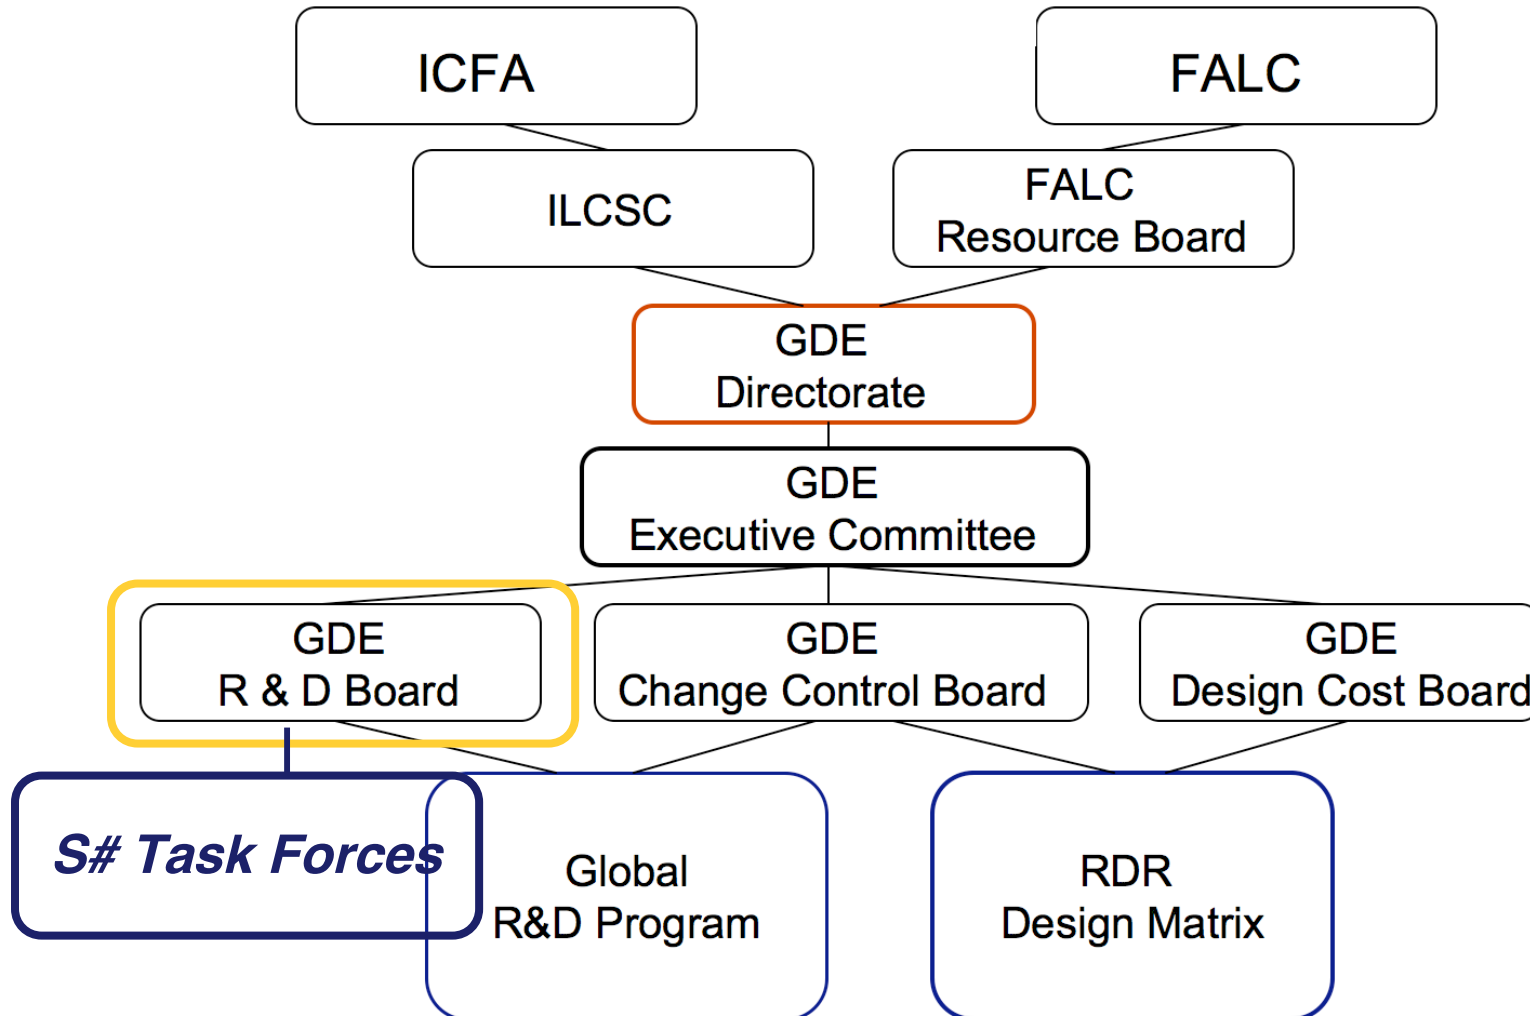 ICFA
FALC
ILCSC
FALC
Resource Board
GDE
Directorate
GDE
Executive Committee
GDE
R & D Board
GDE
Change Control Board
GDE
Design Cost Board
S# Task Forces
Global
R&D Program
RDR
Design Matrix